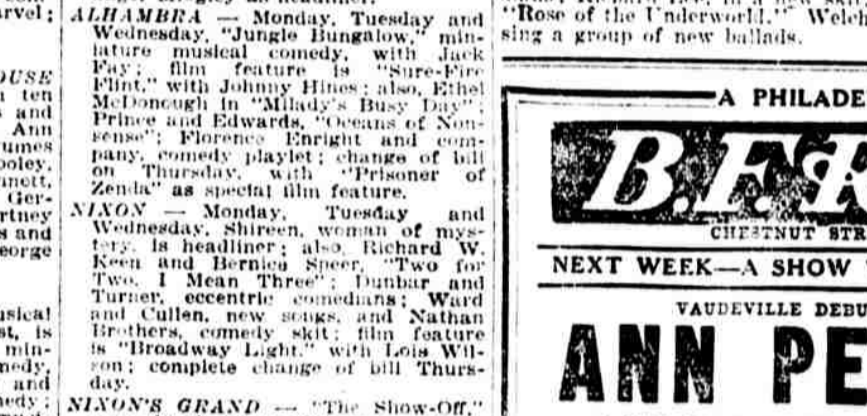 arvel;
OUSE
ten
and
Ann
umes
ooley,
nnett,
Ger-
rtney
s and
eorge
usical
st, is
min-
medy,
and
medy;
ALHAMBRA — Monday, Tuesday and
Wednesday, "Jungle Bungalow," min-
iature musical comedy, with Jack
Fay; film feature is "Sure-Fire
Flint," with Johnny Hines; also, Ethel
McDonough in "Milady's Busy Day";
Prince and Edwards, "Oceans of Non-
sense"; Florence Enright and com-
pany, comedy playlet; change of bill
on Thursday, with "Prisoner of
Zenda" as special film feature.
NIXON — Monday, Tuesday and
Wednesday, Shireen, woman of mys-
tery, is headliner; also, Richard W.
Keen and Bernice Speer, "Two for
Two, I Mean Three"; Dunbar and
Turner, eccentric comedians; Ward
and Cullen, new songs, and Nathan
Brothers, comedy skit; film feature
is "Broadway Light," with Lois Wil-
son; complete change of bill Thurs-
day.
NIXON'S GRAND — "The Show-Off,"
"Rose of the Underworld." Welch
sing a group of new ballads.
A PHILADE
B.F.
CHESTNUT STR
NEXT WEEK—A SHOW
VAUDEVILLE DEBU
ANN PE